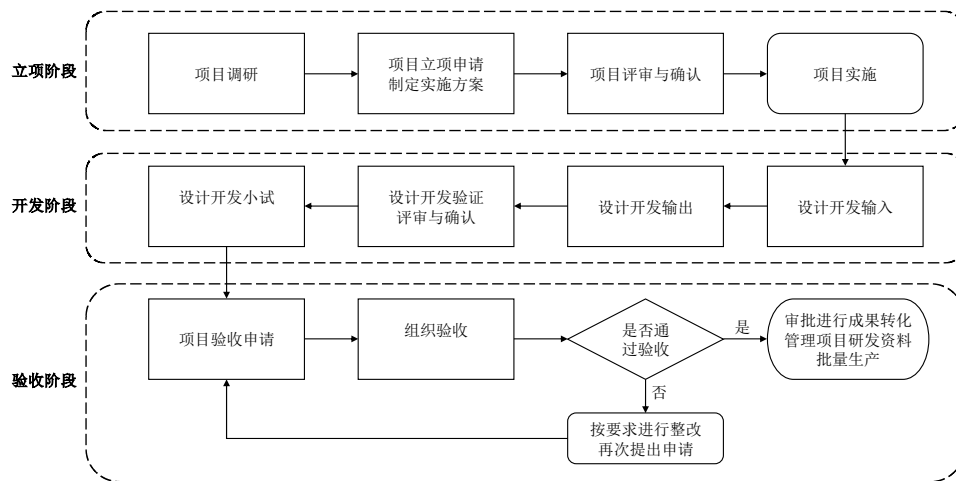 立项阶段
项目调研
项目立项申请
制定实施方案
项目评审与确认
项目实施
开发阶段
设计开发小试
设计开发验证
评审与确认
设计开发输出
设计开发输入
验收阶段
项目验收申请
组织验收
是否通
过验收
是
审批进行成果转化
管理项目研发资料
批量生产
否
按要求进行整改
再次提出申请